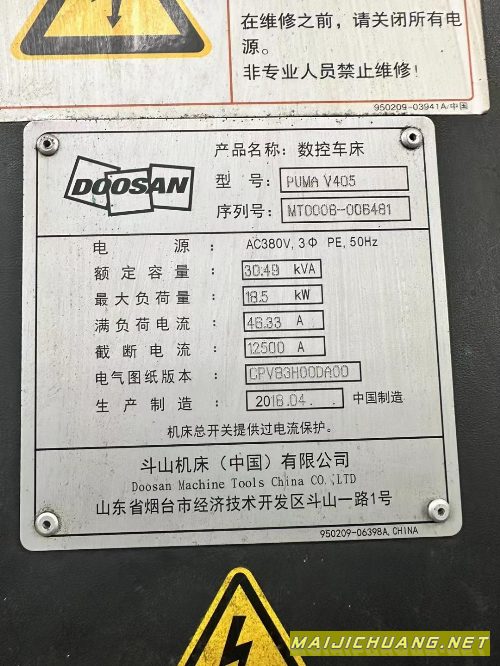 在维修之前，请关闭所有电
源。
非专业人员禁止维修!
950209-03941A/中国
DOOSAN
产品名称: 数控车床
型 号: PUMA V405
序列号: MT0008-006481
电 源 : AC380V, 3Φ PE, 50Hz
额定容量 : 30.49 kVA
最大负荷量 : 18.5 kW
满负荷电流 : 46.33 A
截断电流 : 12500 A
电气图纸版本 : CPV83H00DA00
生产制造 : 2018.04. 中国制造
机床总开关提供过电流保护。
斗山机床（中国）有限公司
Doosan Machine Tools China CO.,LTD
山东省烟台市经济技术开发区斗山一路1号
950209-06398A, CHINA
MAIJICHUANG.NET